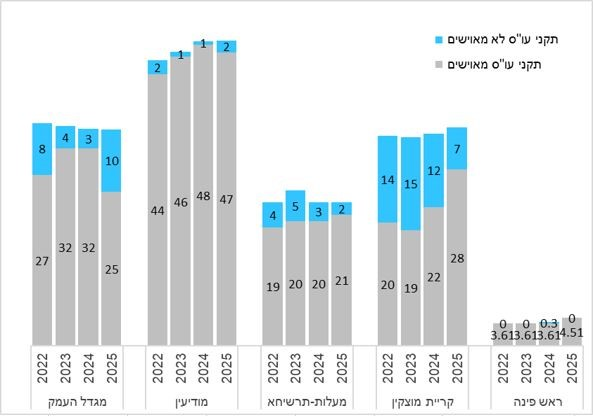 תקני עו"ס לא מאוישים
תקני עו"ס מאוישים
8 4 3 10
27 32 32 25
2 1 1 2
44 46 48 47
4 5 3 2
19 20 20 21
14 15 12 7
20 19 22 28
0 0 0.3 0
3.61 3.61 3.61 4.51
2022 2023 2024 2025 2022 2023 2024 2025 2022 2023 2024 2025 2022 2023 2024 2025 2022 2023 2024 2025
מגדל העמק
מודיעין
מעלות-תרשיחא
קריית מוצקין
ראש פינה